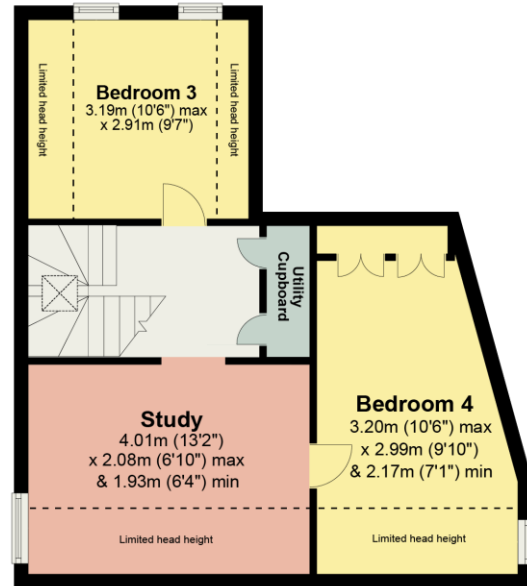 Bedroom 3
3.19m (10'6") max
x 2.91m (9'7")
Limited head height
Limited head height
Utility
Cupboard
Study
4.01m (13'2")
x 2.08m (6'10") max
& 1.93m (6'4") min
Limited head height
Bedroom 4
3.20m (10'6") max
x 2.99m (9'10")
& 2.17m (7'1") min
Limited head height